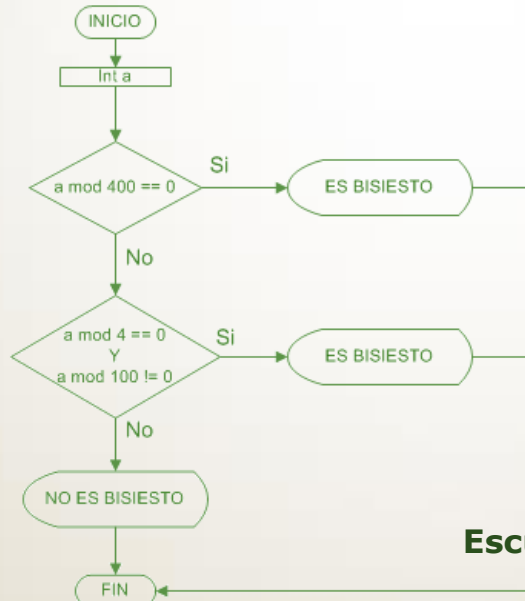 INICIO
Int a
a mod 400 == 0
Si
ES BISIESTO
No
a mod 4 == 0
Y
a mod 100 != 0
Si
ES BISIESTO
No
NO ES BISIESTO
FIN